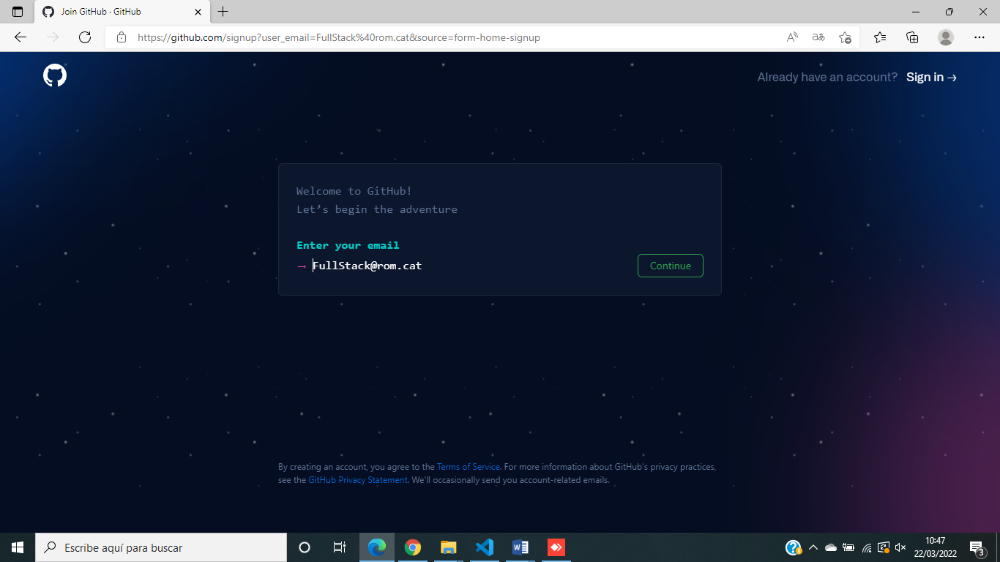 Join GitHub · GitHub
https://github.com/signup?user_email=FullStack%40rom.cat&source=form-home-signup
Already have an account? Sign in →
Welcome to GitHub!
Let’s begin the adventure
Enter your email
→ FullStack@rom.cat
Continue
By creating an account, you agree to the Terms of Service. For more information about GitHub's privacy practices,
see the GitHub Privacy Statement. We'll occasionally send you account-related emails.
Escribe aquí para buscar
10:47
22/03/2022
3